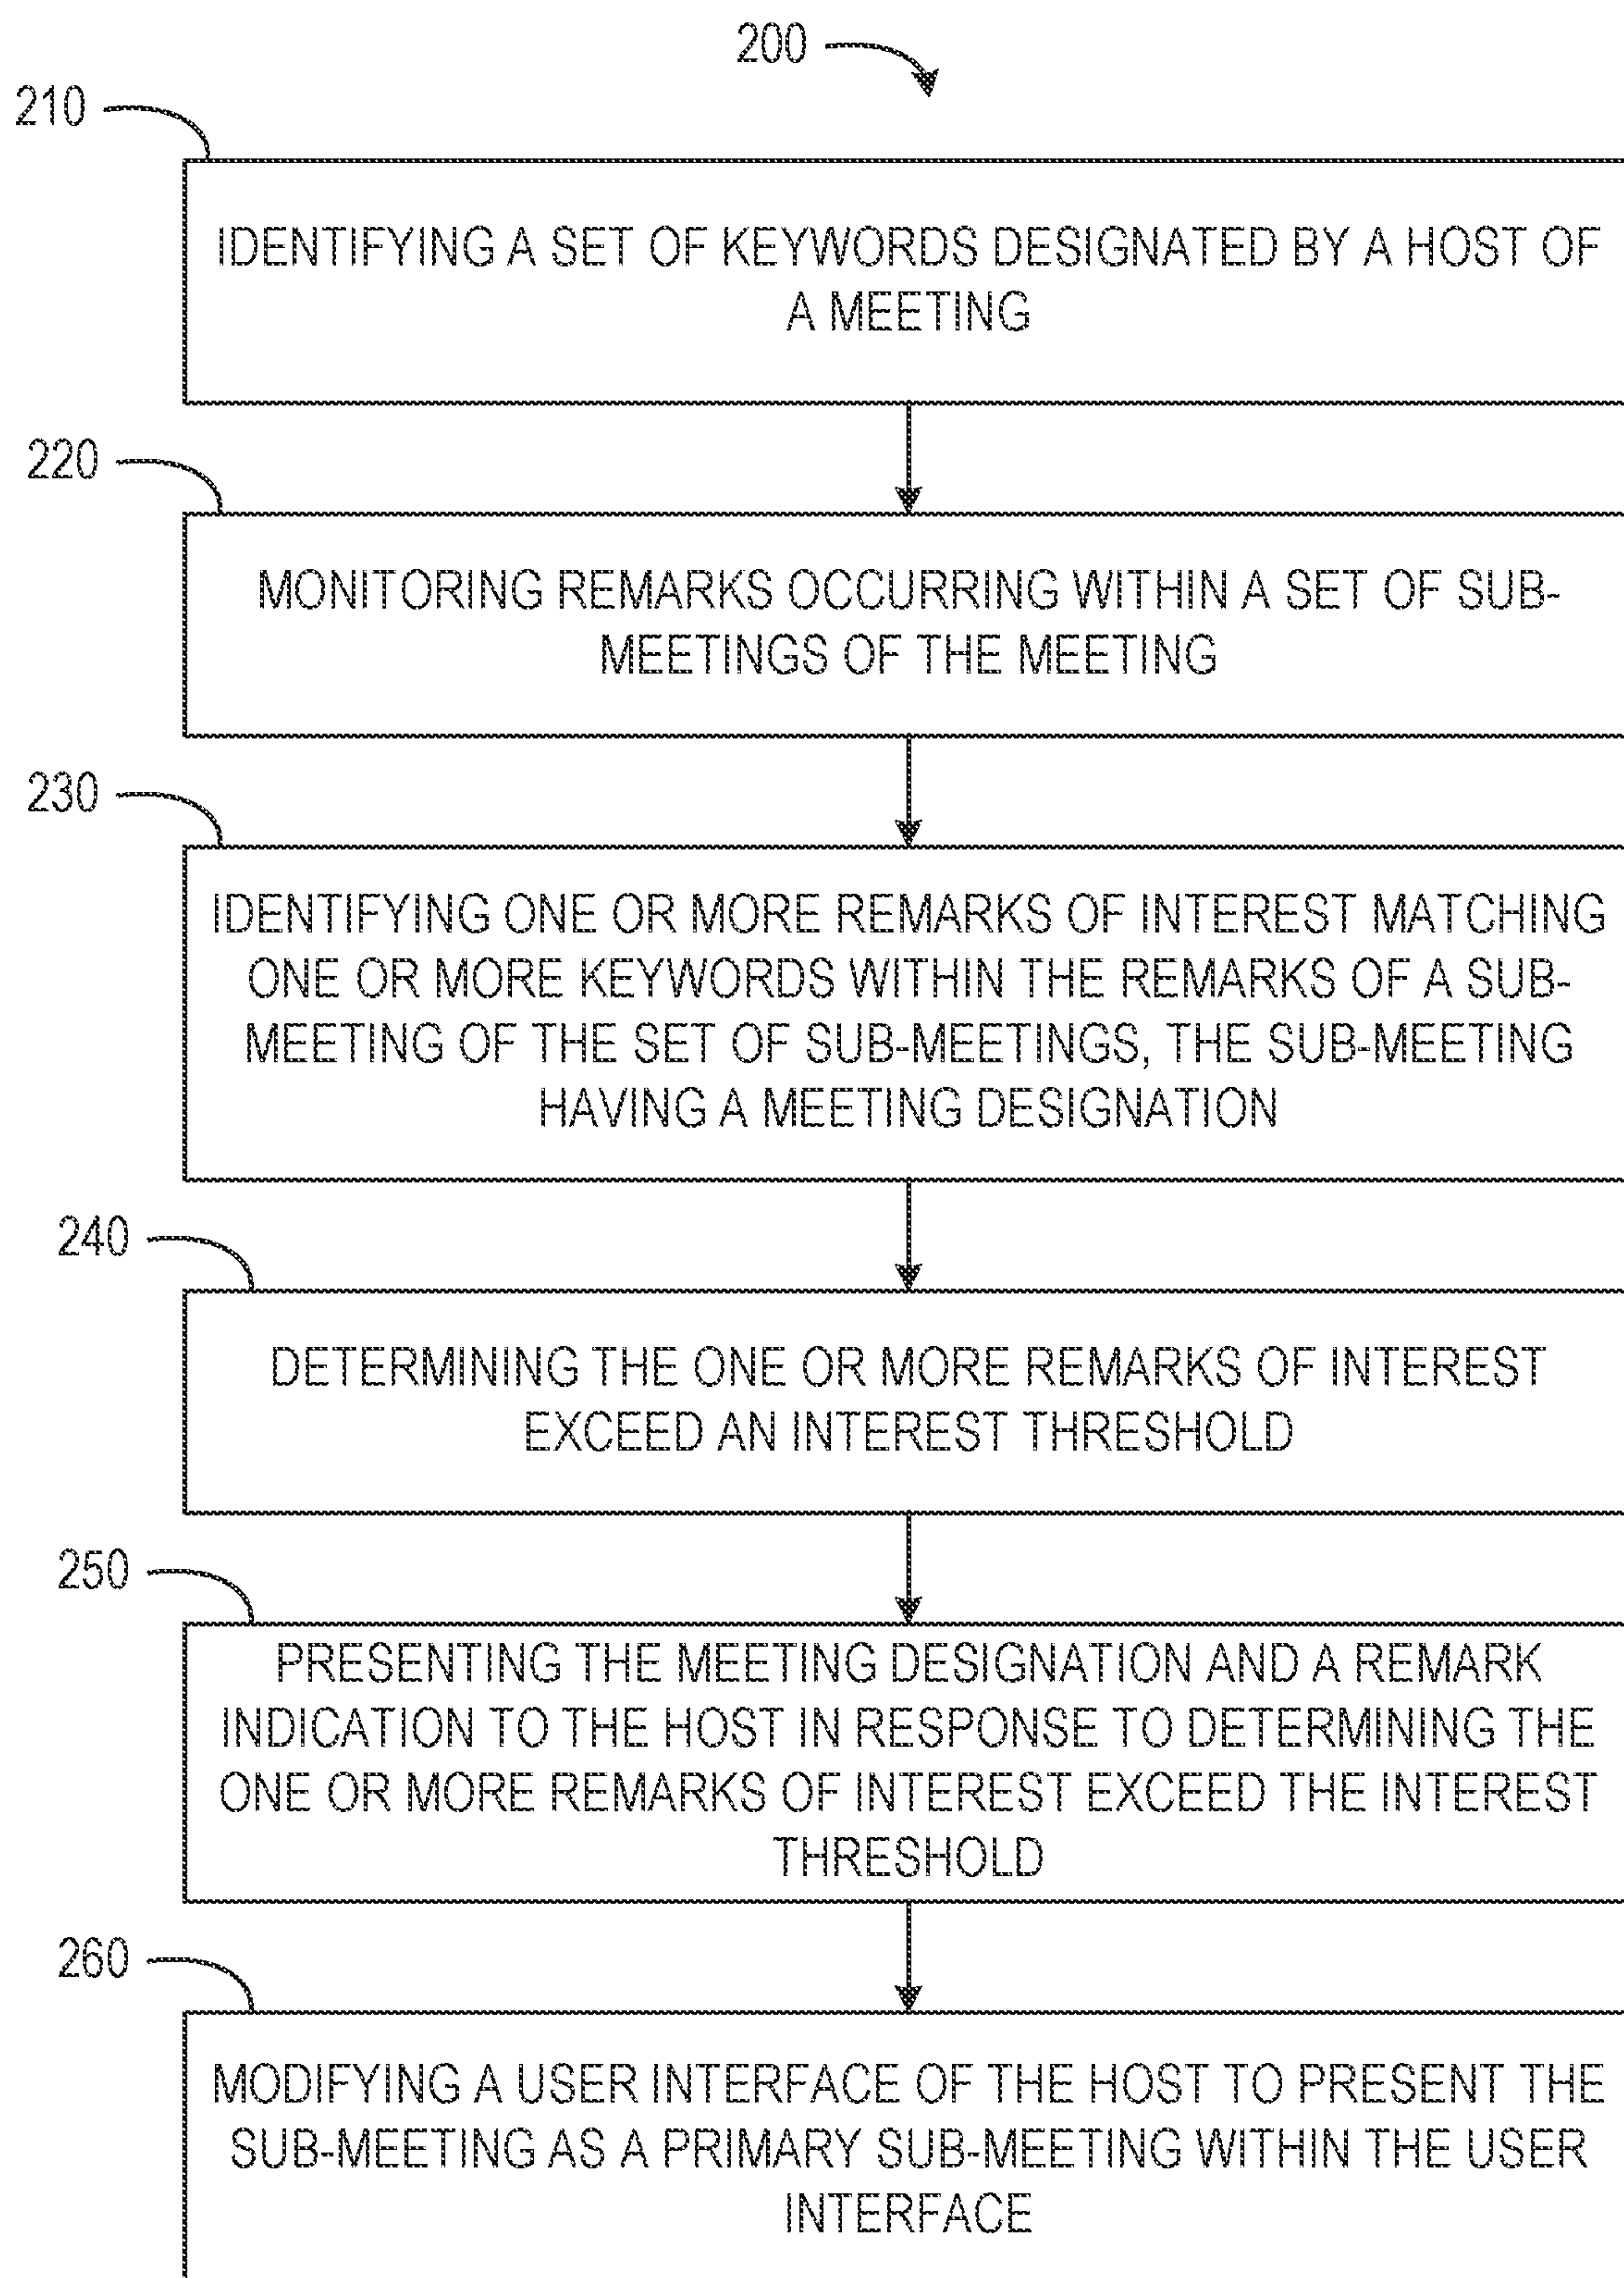 200
210
IDENTIFYING A SET OF KEYWORDS DESIGNATED BY A HOST OF
A MEETING
220
MONITORING REMARKS OCCURRING WITHIN A SET OF SUB-
MEETINGS OF THE MEETING
230
IDENTIFYING ONE OR MORE REMARKS OF INTEREST MATCHING
ONE OR MORE KEYWORDS WITHIN THE REMARKS OF A SUB-
MEETING OF THE SET OF SUB-MEETINGS, THE SUB-MEETING
HAVING A MEETING DESIGNATION
240
DETERMINING THE ONE OR MORE REMARKS OF INTEREST
EXCEED AN INTEREST THRESHOLD
250
PRESENTING THE MEETING DESIGNATION AND A REMARK
INDICATION TO THE HOST IN RESPONSE TO DETERMINING THE
ONE OR MORE REMARKS OF INTEREST EXCEED THE INTEREST
THRESHOLD
260
MODIFYING A USER INTERFACE OF THE HOST TO PRESENT THE
SUB-MEETING AS A PRIMARY SUB-MEETING WITHIN THE USER
INTERFACE